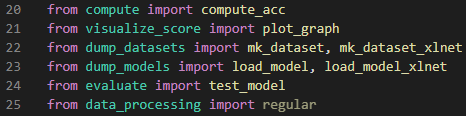 20 from compute import compute_acc
21 from visualize_score import plot_graph
22 from dump_datasets import mk_dataset, mk_dataset_xlnet
23 from dump_models import load_model, load_model_xlnet
24 from evaluate import test_model
25 from data_processing import regular